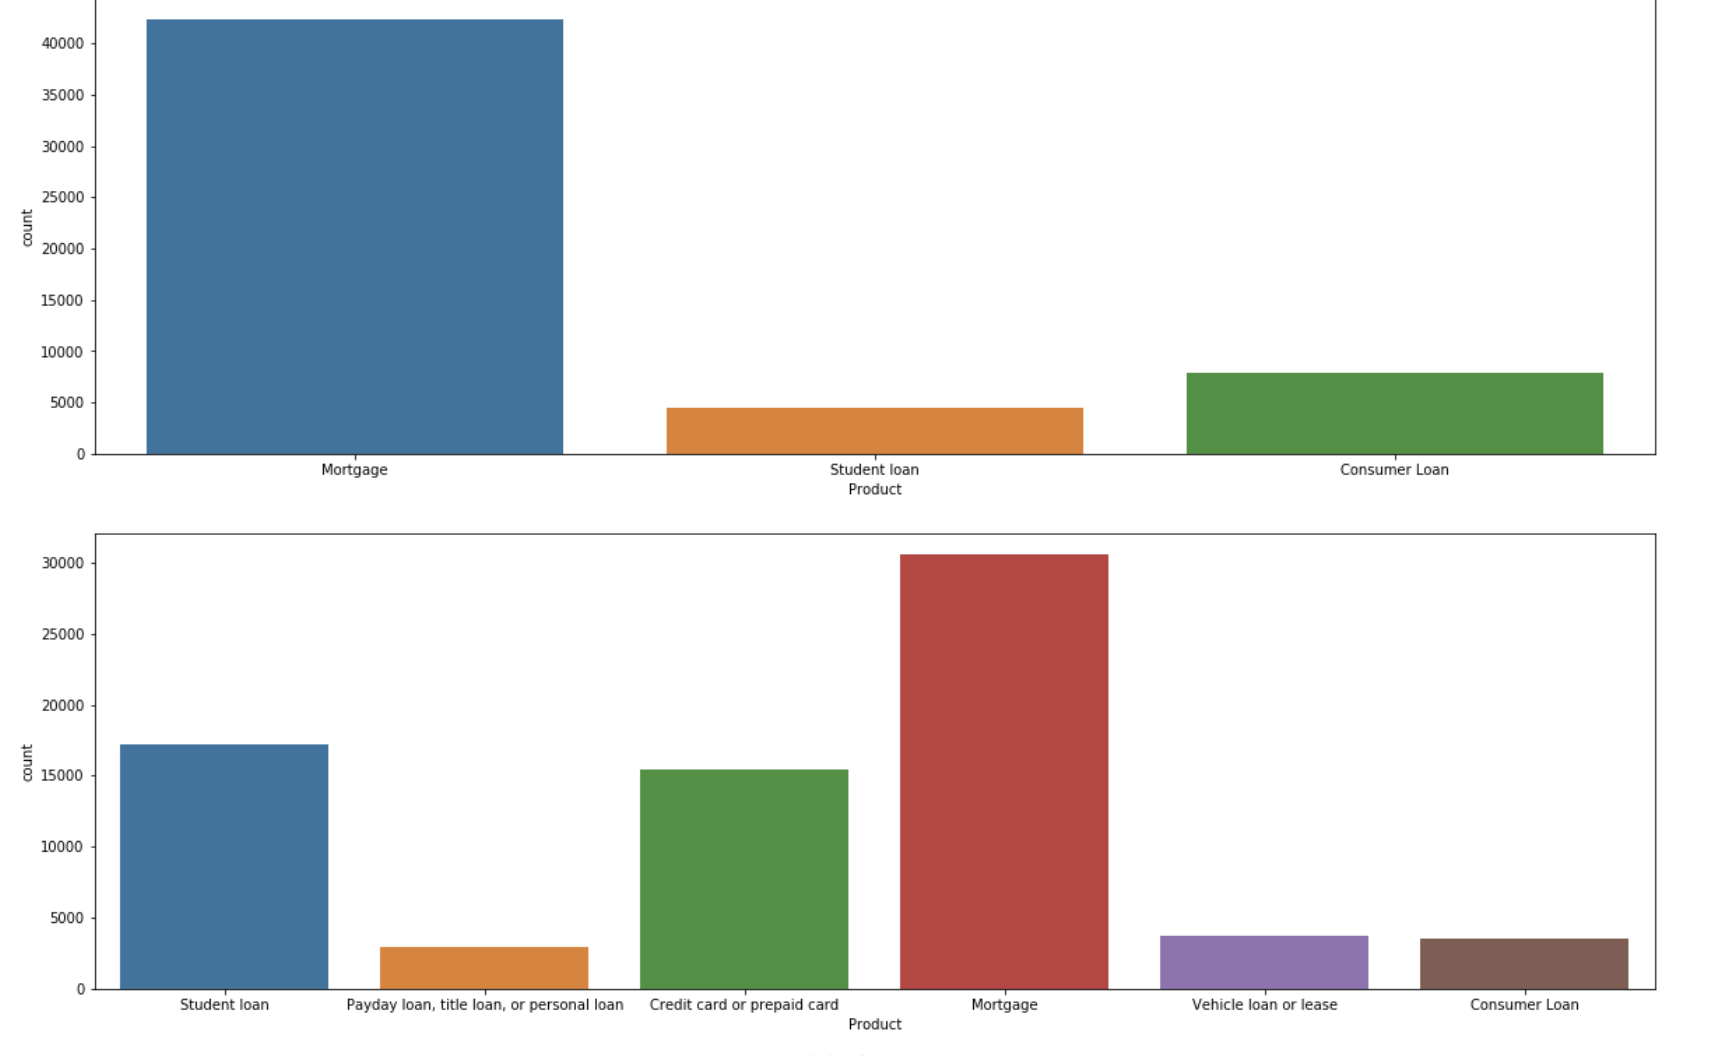 40000
35000
30000
25000
20000
15000
10000
5000
0
count
Mortgage Student loan Consumer Loan
Product
30000
25000
20000
15000
10000
5000
0
count
Student loan Payday loan, title loan, or personal loan Credit card or prepaid card Mortgage Vehicle loan or lease Consumer Loan
Product